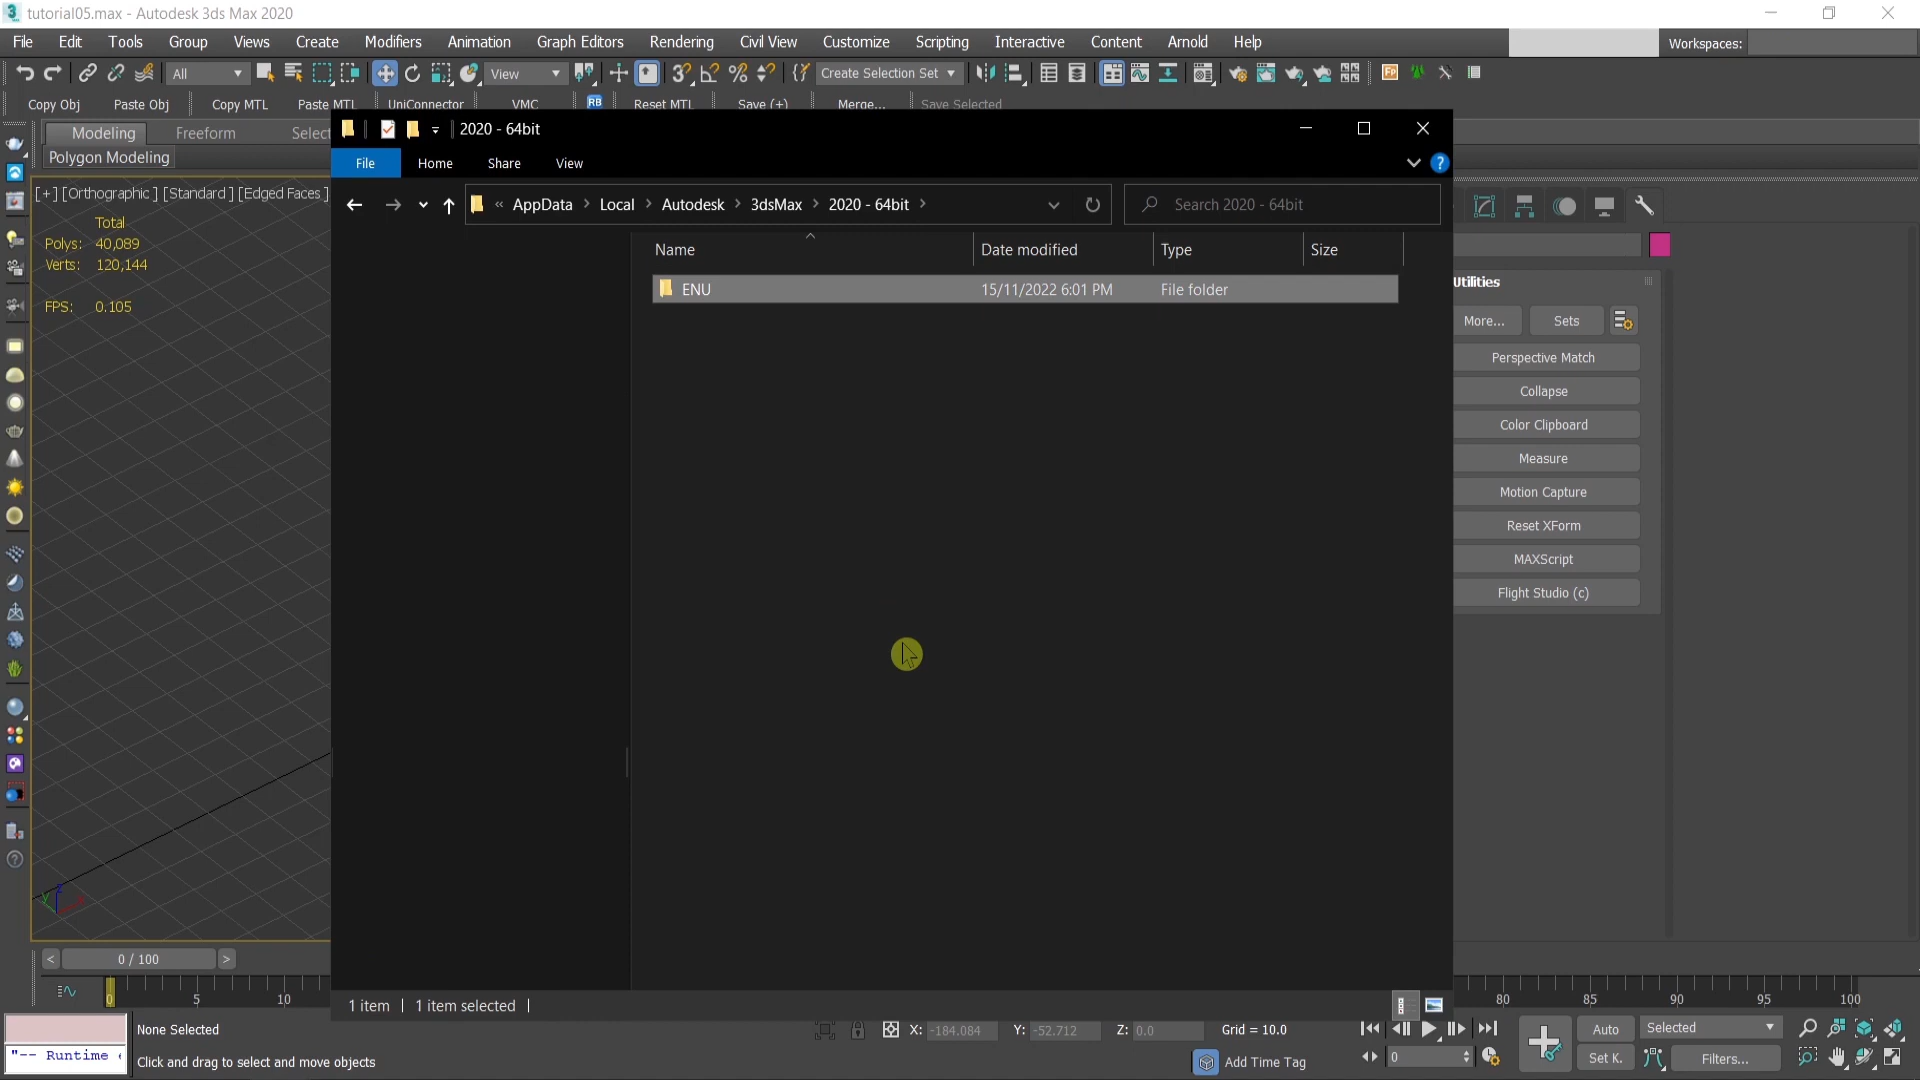 tutorial05.max - Autodesk 3ds Max 2020
File Edit Tools Group Views Create Modifiers Animation Graph Editors Rendering Civil View Customize Scripting Interactive Content Arnold Help Workspaces:
All View Create Selection Set
Copy Obj Paste Obj Copy MTL Paste MTL UniConnector VMC RB Reset MTL Save (+) Merge... Save Selected
Modeling Freeform Select
Polygon Modeling
2020 - 64bit
File Home Share View
« AppData Local Autodesk 3dsMax 2020 - 64bit
Search 2020 - 64bit
Name Date modified Type Size
ENU 15/11/2022 6:01 PM File folder
1 item 1 item selected
[+] [Orthographic ] [Standard ] [Edged Faces ]
Total
Polys: 40,089
Verts: 120,144
FPS: 0.105
Utilities
More... Sets
Perspective Match
Collapse
Color Clipboard
Measure
Motion Capture
Reset XForm
MAXScript
Flight Studio (c)
< 0 / 100 >
0 5 10 80 85 90 95 100
None Selected
X: -184.084 Y: -52.712 Z: 0.0 Grid = 10.0
Auto Selected
"-- Runtime
Click and drag to select and move objects
Add Time Tag
0
Set K. Filters...